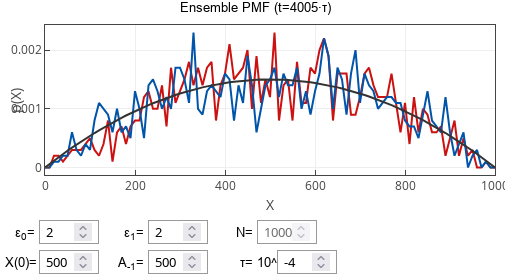 Ensemble PMF (t=4005·τ)
0.002
0.001
0
p(X)
0 200 400 600 800 1000
X
ε₀= 2 ε₁= 2 N= 1000
X(0)= 500 A₋₁= 500 τ= 10^ -4